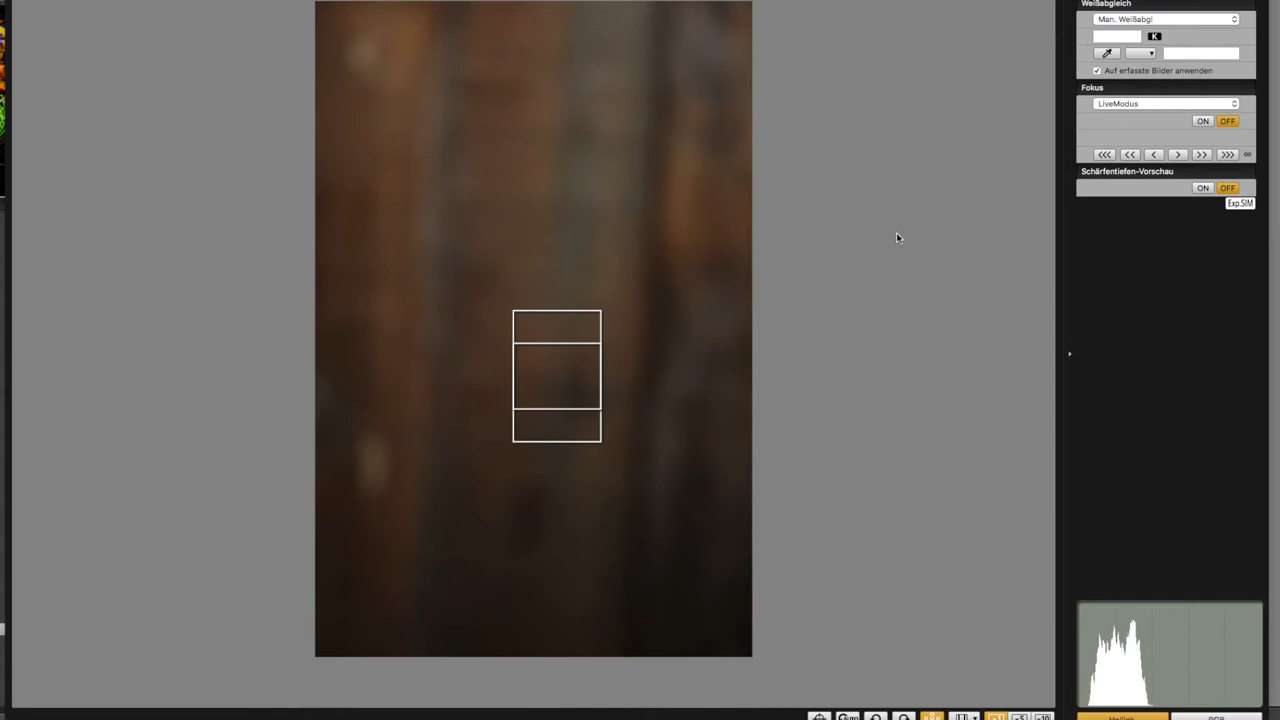 Weißabgleich
Man. Weißabgl
K
Auf erfasste Bilder anwenden
Fokus
LiveModus
ON OFF
<<< << < > >> >>> ∞
Schärfentiefen-Vorschau
ON OFF
Exp.SIM